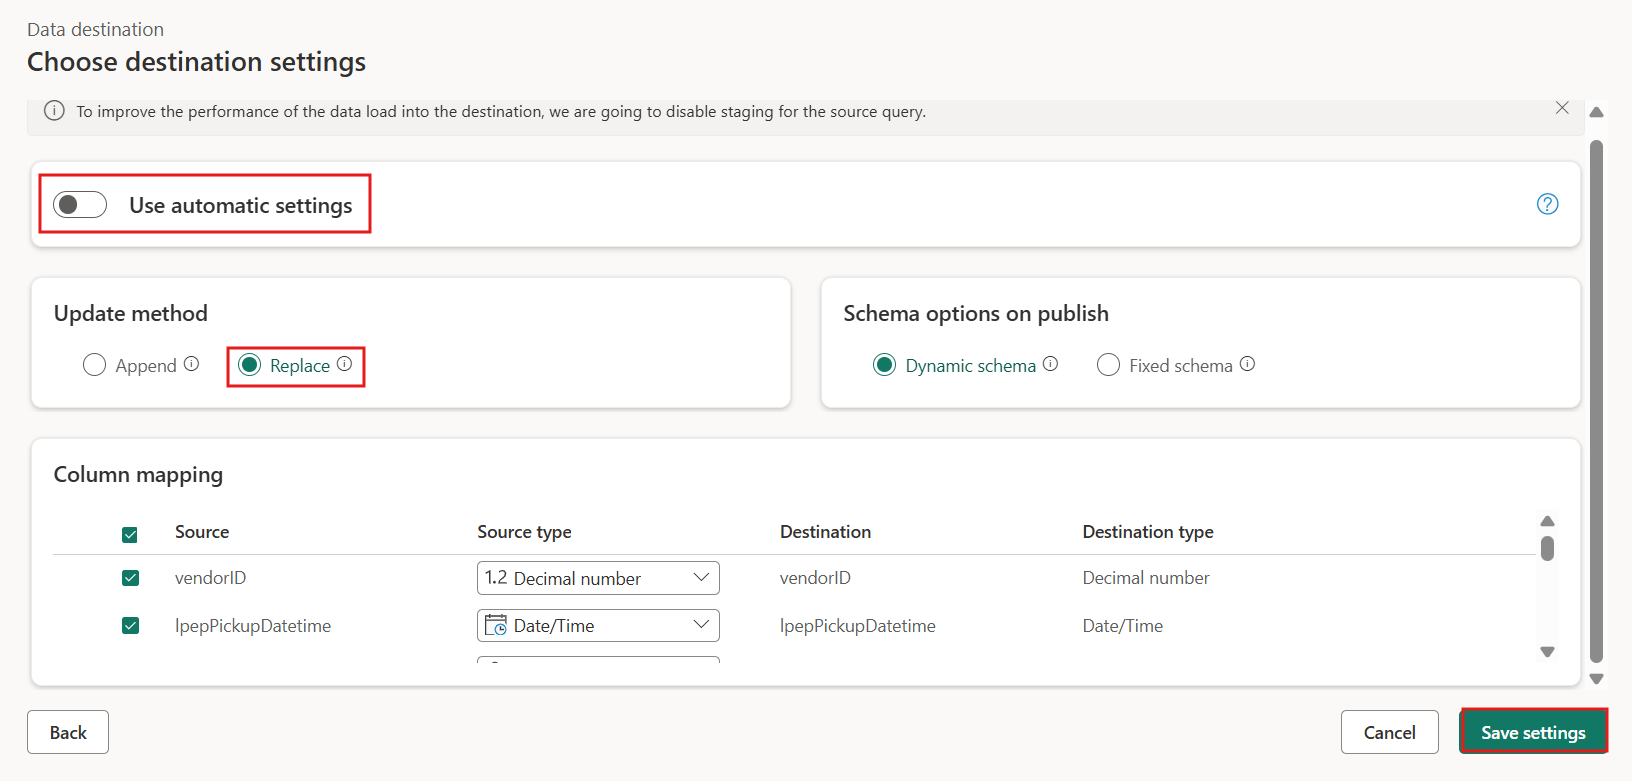 Data destination
Choose destination settings
To improve the performance of the data load into the destination, we are going to disable staging for the source query.
Use automatic settings
Update method
Append
Replace
Schema options on publish
Dynamic schema
Fixed schema
Column mapping
Source Source type Destination Destination type
vendorID 1.2 Decimal number vendorID Decimal number
lpepPickupDatetime Date/Time lpepPickupDatetime Date/Time
Back
Cancel
Save settings